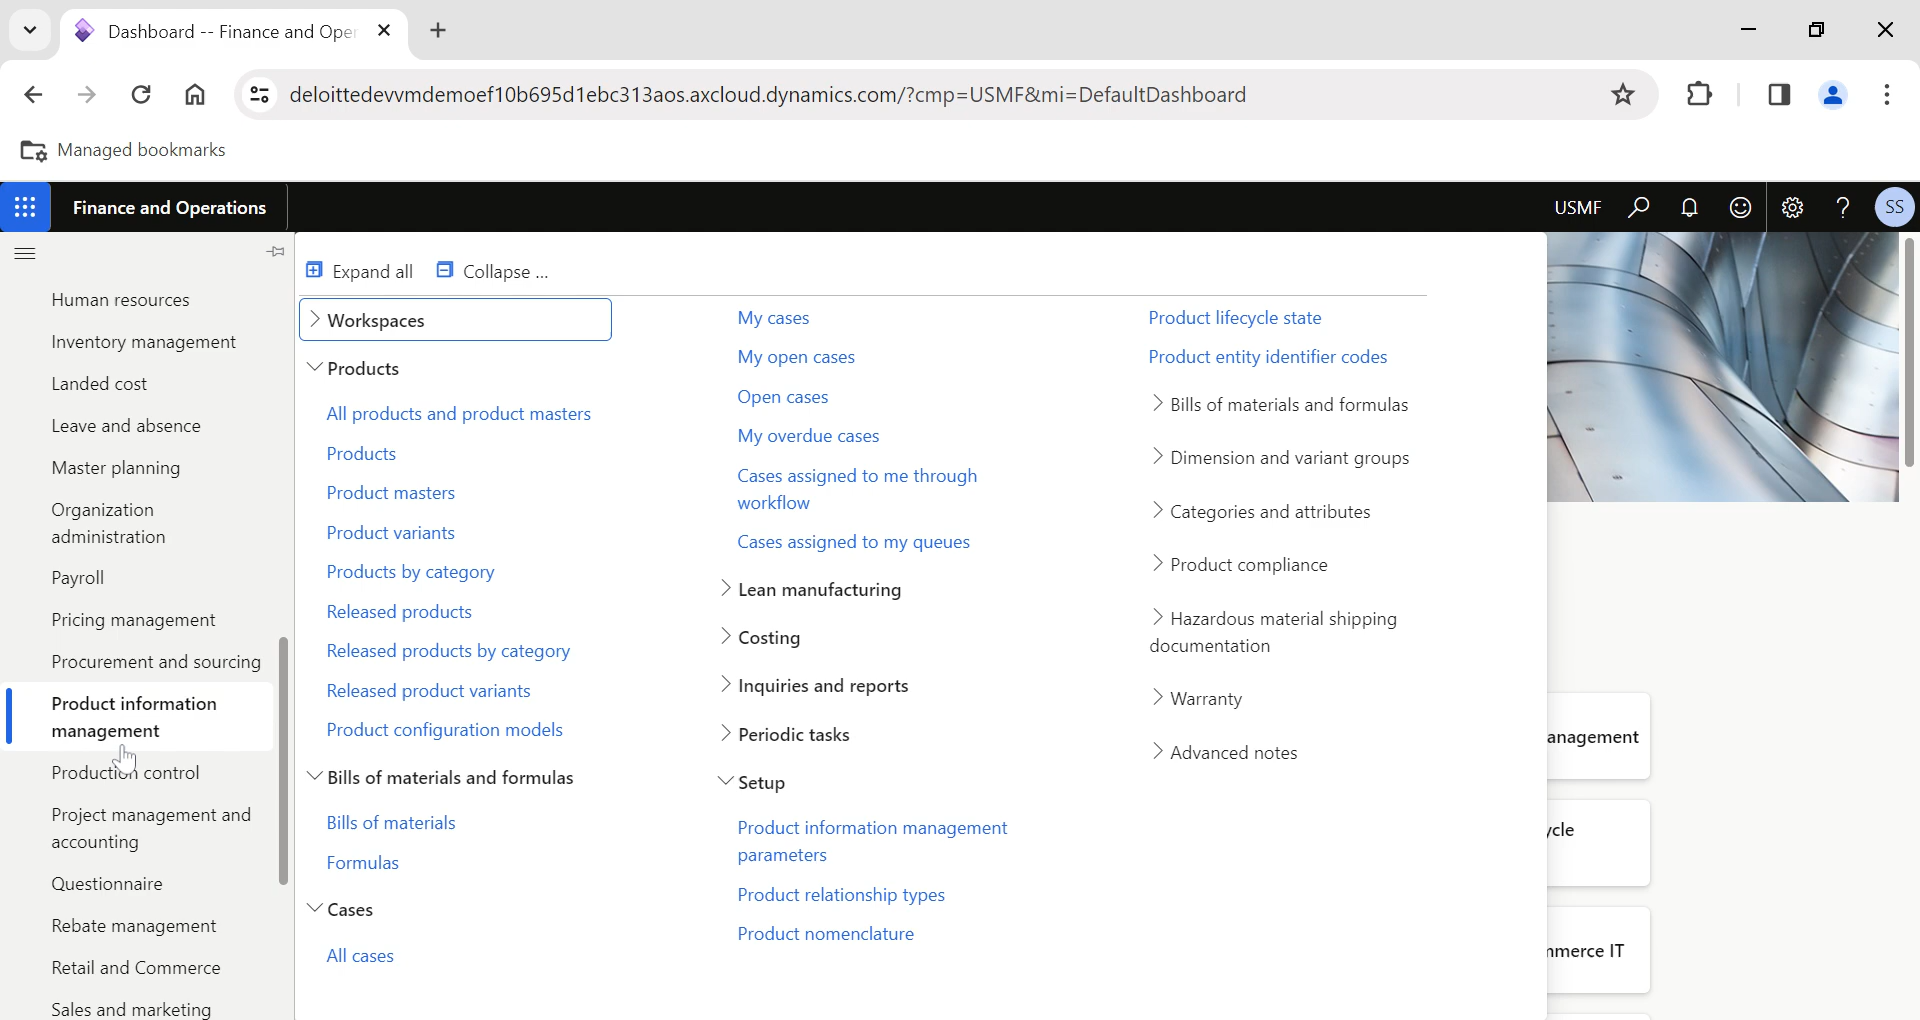 Dashboard -- Finance and Ope
deloittedevvmdemoef10b695d1ebc313aos.axcloud.dynamics.com/?cmp=USMF&mi=DefaultDashboard
Managed bookmarks
Finance and Operations
USMF
SS
Human resources
Inventory management
Landed cost
Leave and absence
Master planning
Organization
administration
Payroll
Pricing management
Procurement and sourcing
Product information
management
Production control
Project management and
accounting
Questionnaire
Rebate management
Retail and Commerce
Sales and marketing
Expand all
Collapse ...
Workspaces
Products
All products and product masters
Products
Product masters
Product variants
Products by category
Released products
Released products by category
Released product variants
Product configuration models
Bills of materials and formulas
Bills of materials
Formulas
Cases
All cases
My cases
My open cases
Open cases
My overdue cases
Cases assigned to me through
workflow
Cases assigned to my queues
Lean manufacturing
Costing
Inquiries and reports
Periodic tasks
Setup
Product information management
parameters
Product relationship types
Product nomenclature
Product lifecycle state
Product entity identifier codes
Bills of materials and formulas
Dimension and variant groups
Categories and attributes
Product compliance
Hazardous material shipping
documentation
Warranty
Advanced notes
anagement
ycle
mmerce IT